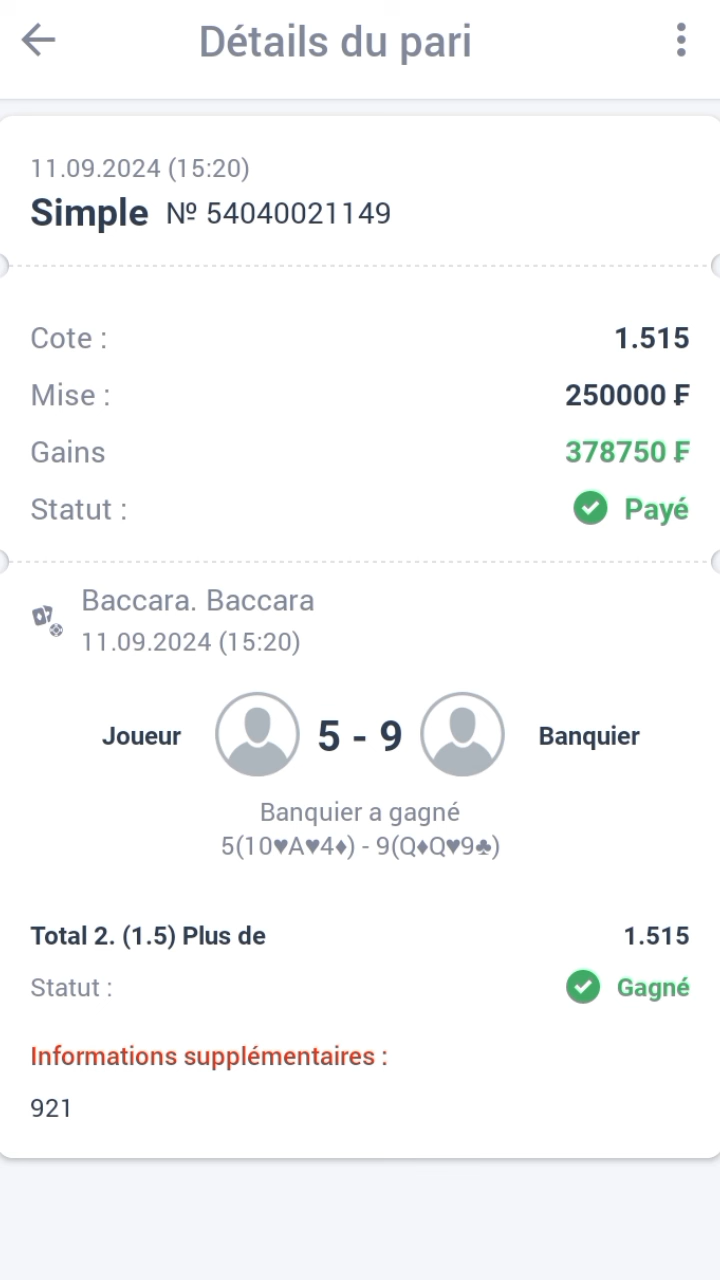 Détails du pari
11.09.2024 (15:20)
Simple № 54040021149
Cote : 1.515
Mise : 250000 ₣
Gains 378750 ₣
Statut : Payé
Baccara. Baccara
11.09.2024 (15:20)
Joueur 5 - 9 Banquier
Banquier a gagné
5(10♥A♥4♦) - 9(Q♦Q♥9♣)
Total 2. (1.5) Plus de 1.515
Statut : Gagné
Informations supplémentaires :
921